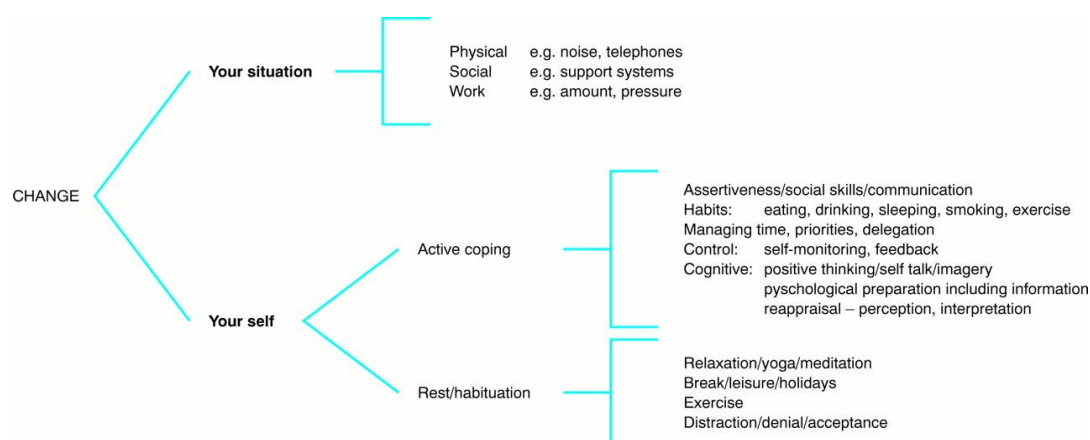 Your situation
Physical e.g. noise, telephones
Social e.g. support systems
Work e.g. amount, pressure
CHANGE
Your self
Active coping
Assertiveness/social skills/communication
Habits: eating, drinking, sleeping, smoking, exercise
Managing time, priorities, delegation
Control: self-monitoring, feedback
Cognitive: positive thinking/self talk/imagery
pyschological preparation including information
reappraisal – perception, interpretation
Rest/habituation
Relaxation/yoga/meditation
Break/leisure/holidays
Exercise
Distraction/denial/acceptance